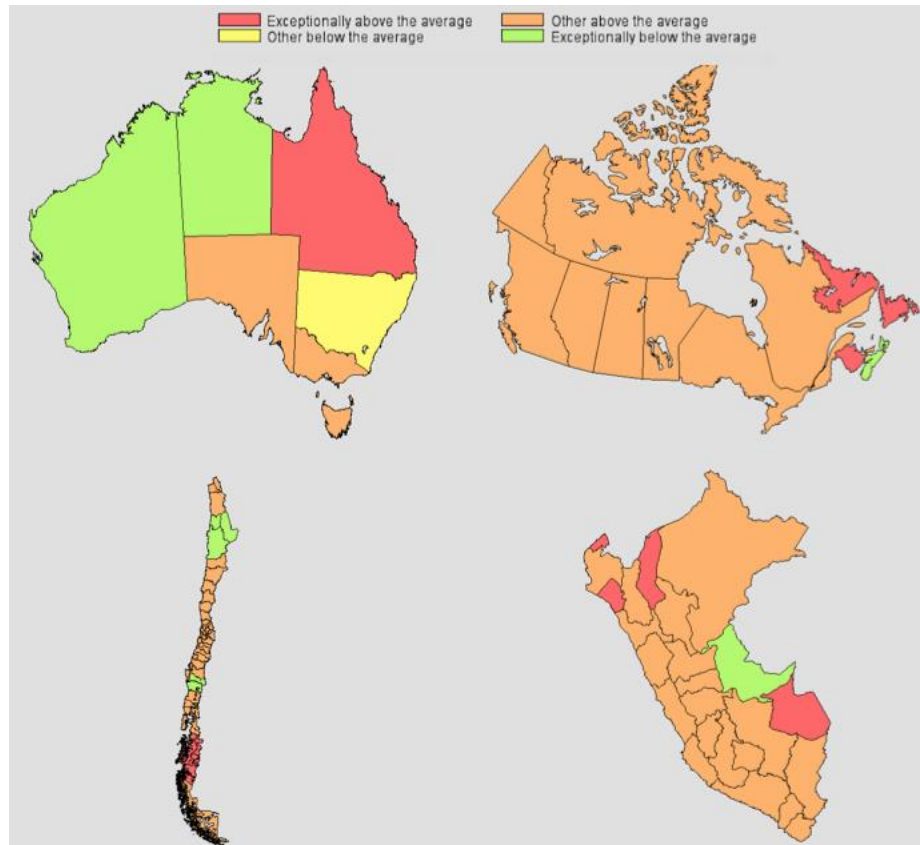 Exceptionally above the average
Other above the average
Other below the average
Exceptionally below the average